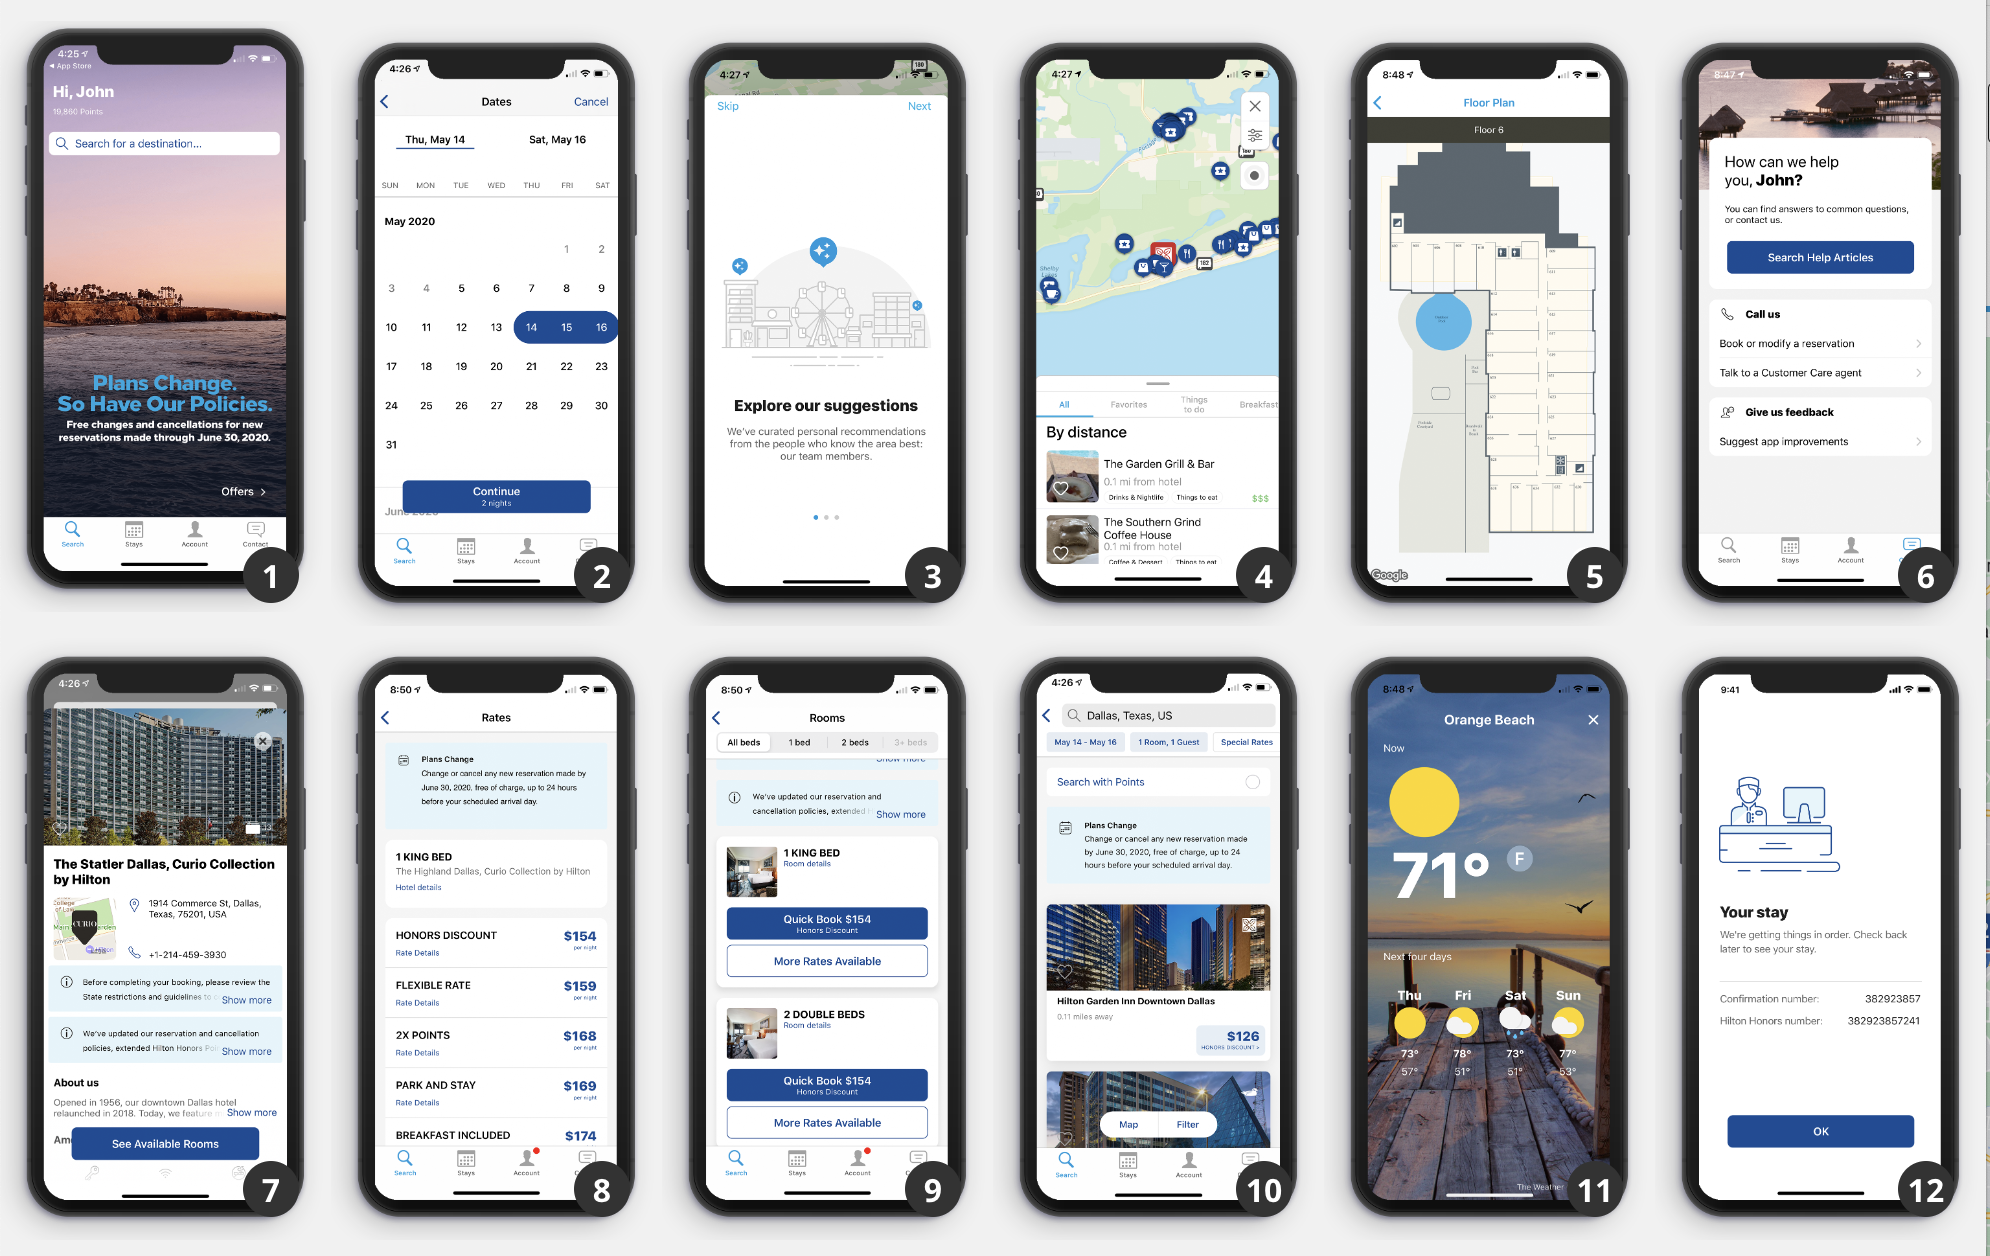 4:25
App Store
Hi, John
19,860 Points
Search for a destination...
Plans Change.
So Have Our Policies.
Free changes and cancellations for new
reservations made through June 30, 2020.
Offers >
Search Stays Account Contact
1
4:26
Dates
Cancel
Thu, May 14 Sat, May 16
SUN MON TUE WED THU FRI SAT
May 2020
1 2
3 4 5 6 7 8 9
10 11 12 13 14 15 16
17 18 19 20 21 22 23
24 25 26 27 28 29 30
31
Continue
2 nights
June 2020
Search Stays Account
2
4:27
180
Skip
Next
Explore our suggestions
We've curated personal recommendations
from the people who know the area best:
our team members.
3
4:27
180
182
Shelby
Lakes
All Favorites Things to do Breakfast
By distance
The Garden Grill & Bar
0.1 mi from hotel
Drinks & Nightlife Things to eat $$$
The Southern Grind
Coffee House
0.1 mi from hotel
Coffee & Dessert Things to eat
4
8:48
Floor Plan
Floor 6
Google
5
8:47
How can we help
you, John?
You can find answers to common questions,
or contact us.
Search Help Articles
Call us
Book or modify a reservation
Talk to a Customer Care agent
Give us feedback
Suggest app improvements
Search Stays Account
6
4:26
The Statler Dallas, Curio Collection
by Hilton
College
of Law
Main
Garden
CURIO
1914 Commerce St, Dallas,
Texas, 75201, USA
+1-214-459-3930
Before completing your booking, please review the
State restrictions and guidelines to Show more
We've updated our reservation and cancellation
policies, extended Hilton Honors Show more
About us
Opened in 1956, our downtown Dallas hotel
relaunched in 2018. Today, we feature Show more
Am
See Available Rooms
7
8:50
Rates
Plans Change
Change or cancel any new reservation made by
June 30, 2020, free of charge, up to 24 hours
before your scheduled arrival day.
1 KING BED
The Highland Dallas, Curio Collection by Hilton
Hotel details
HONORS DISCOUNT $154
Rate Details per night
FLEXIBLE RATE $159
Rate Details per night
2X POINTS $168
Rate Details per night
PARK AND STAY $169
Rate Details per night
BREAKFAST INCLUDED $174
Search Stays Account
8
8:50
Rooms
All beds 1 bed 2 beds 3+ beds
Show more
We've updated our reservation and
cancellation policies, extended Show more
1 KING BED
Room details
Quick Book $154
Honors Discount
More Rates Available
2 DOUBLE BEDS
Room details
Quick Book $154
Honors Discount
More Rates Available
Search Stays Account
9
4:26
Dallas, Texas, US
May 14 - May 16 1 Room, 1 Guest Special Rates
Search with Points
Plans Change
Change or cancel any new reservation made
by June 30, 2020, free of charge, up to 24
hours before your scheduled arrival day.
Hilton Garden Inn Downtown Dallas
0.11 miles away
$126
HONORS DISCOUNT >
Map Filter
Search Stays Account
10
8:48
Orange Beach
Now
71° F
Next four days
Thu Fri Sat Sun
73° 78° 73° 77°
57° 51° 51° 53°
The Weather
11
9:41
Your stay
We're getting things in order. Check back
later to see your stay.
Confirmation number: 382923857
Hilton Honors number: 382923857241
OK
12